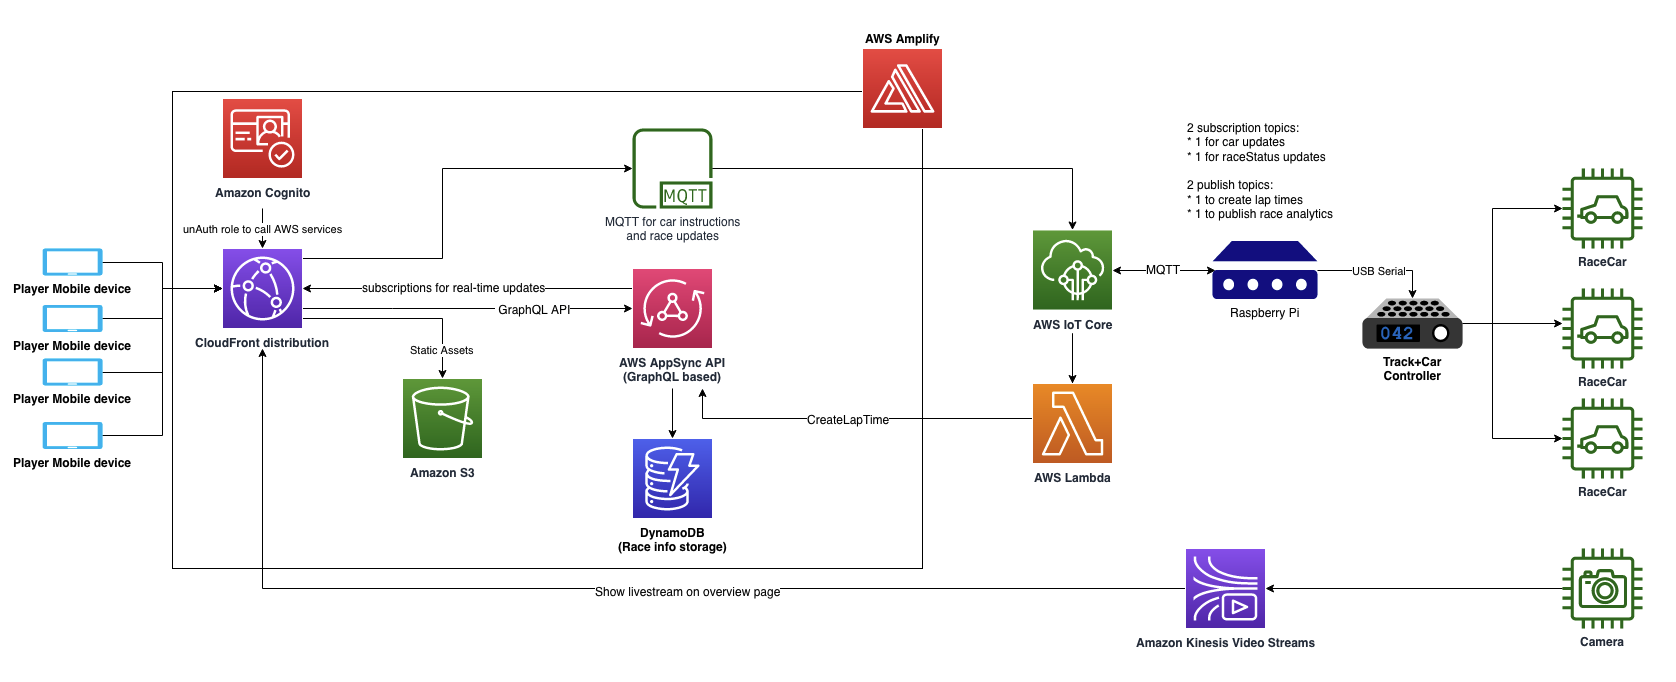 AWS Amplify
2 subscription topics:
* 1 for car updates
* 1 for raceStatus updates
2 publish topics:
* 1 to create lap times
* 1 to publish race analytics
Amazon Cognito
unAuth role to call AWS services
MQTT
MQTT for car instructions
and race updates
Player Mobile device
Player Mobile device
Player Mobile device
Player Mobile device
CloudFront distribution
subscriptions for real-time updates
GraphQL API
Static Assets
Amazon S3
AWS AppSync API
(GraphQL based)
DynamoDB
(Race info storage)
CreateLapTime
AWS IoT Core
AWS Lambda
MQTT
Raspberry Pi
USB Serial
042
Track+Car
Controller
RaceCar
RaceCar
RaceCar
Show livestream on overview page
Amazon Kinesis Video Streams
Camera